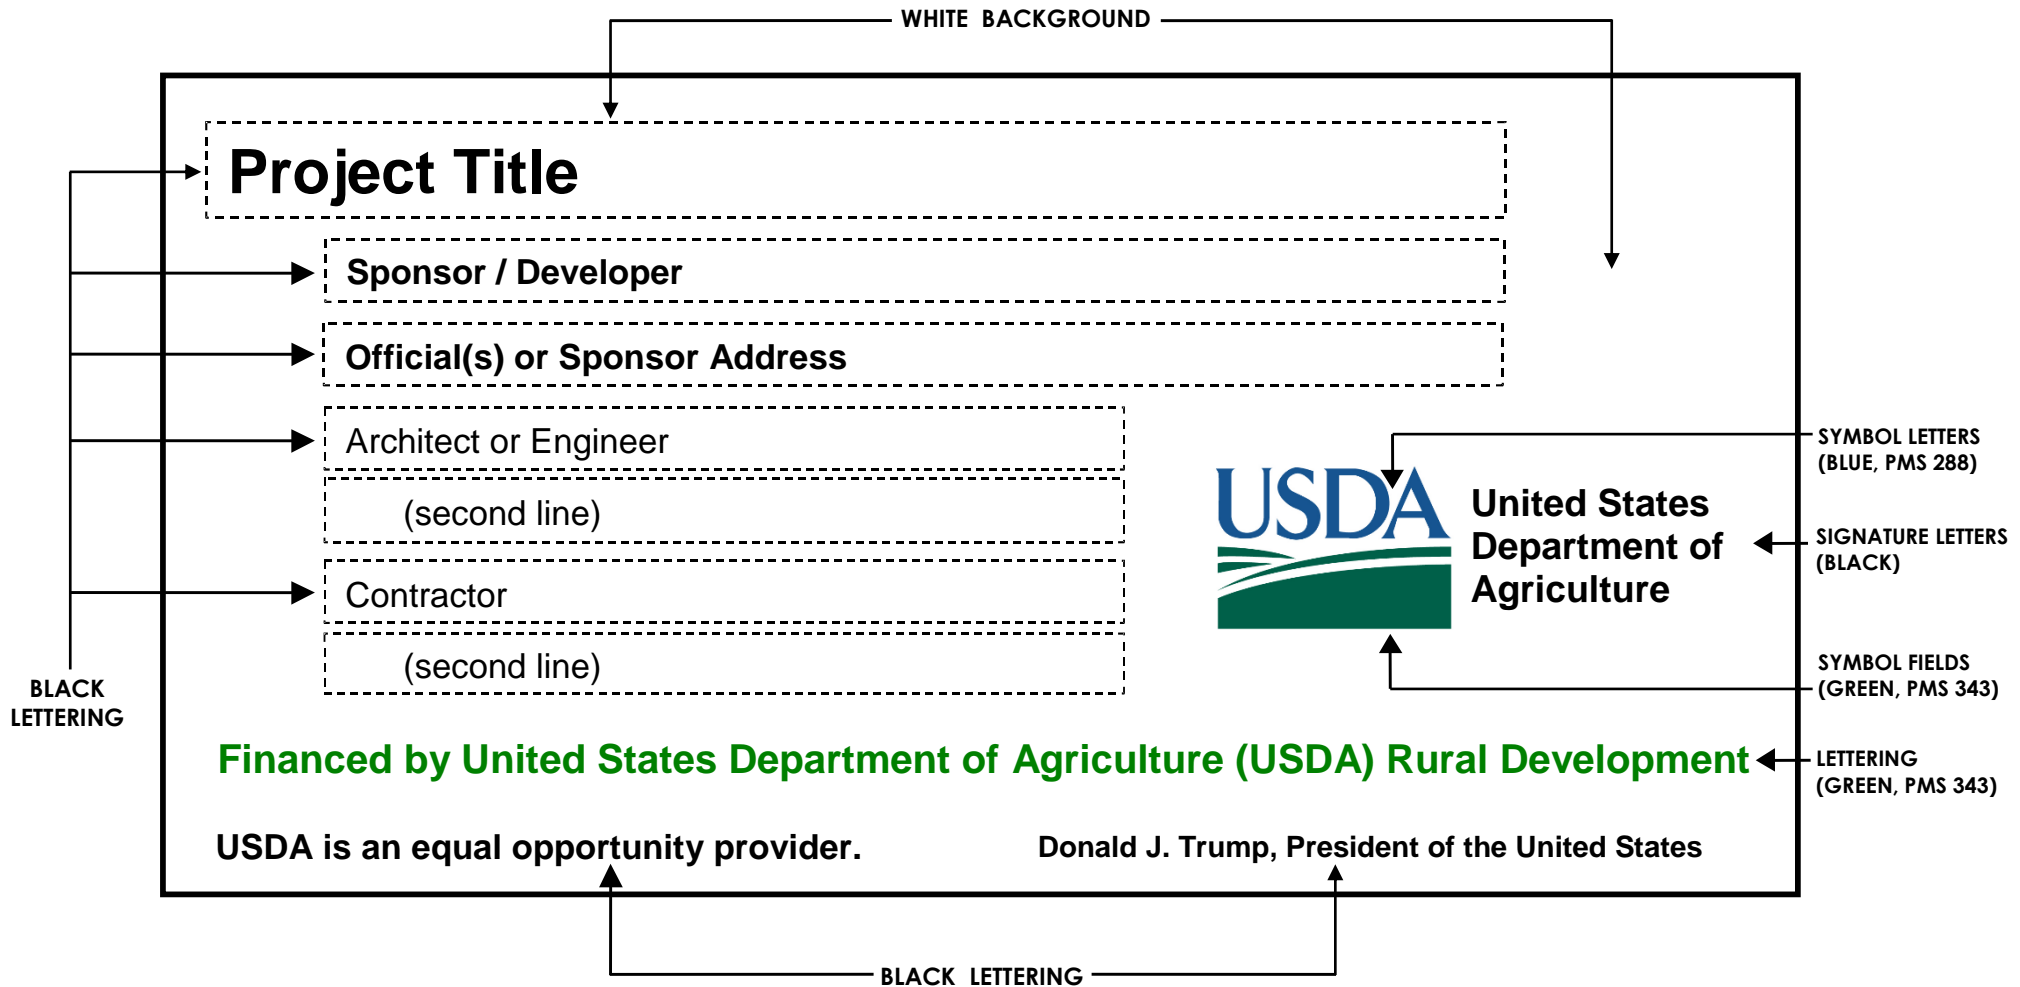 WHITE BACKGROUND
Project Title
Sponsor / Developer
Official(s) or Sponsor Address
Architect or Engineer
(second line)
Contractor
(second line)
BLACK
LETTERING
USDA
United States
Department of
Agriculture
SYMBOL LETTERS
(BLUE, PMS 288)
SIGNATURE LETTERS
(BLACK)
SYMBOL FIELDS
(GREEN, PMS 343)
Financed by United States Department of Agriculture (USDA) Rural Development
LETTERING
(GREEN, PMS 343)
USDA is an equal opportunity provider.
Donald J. Trump, President of the United States
BLACK LETTERING